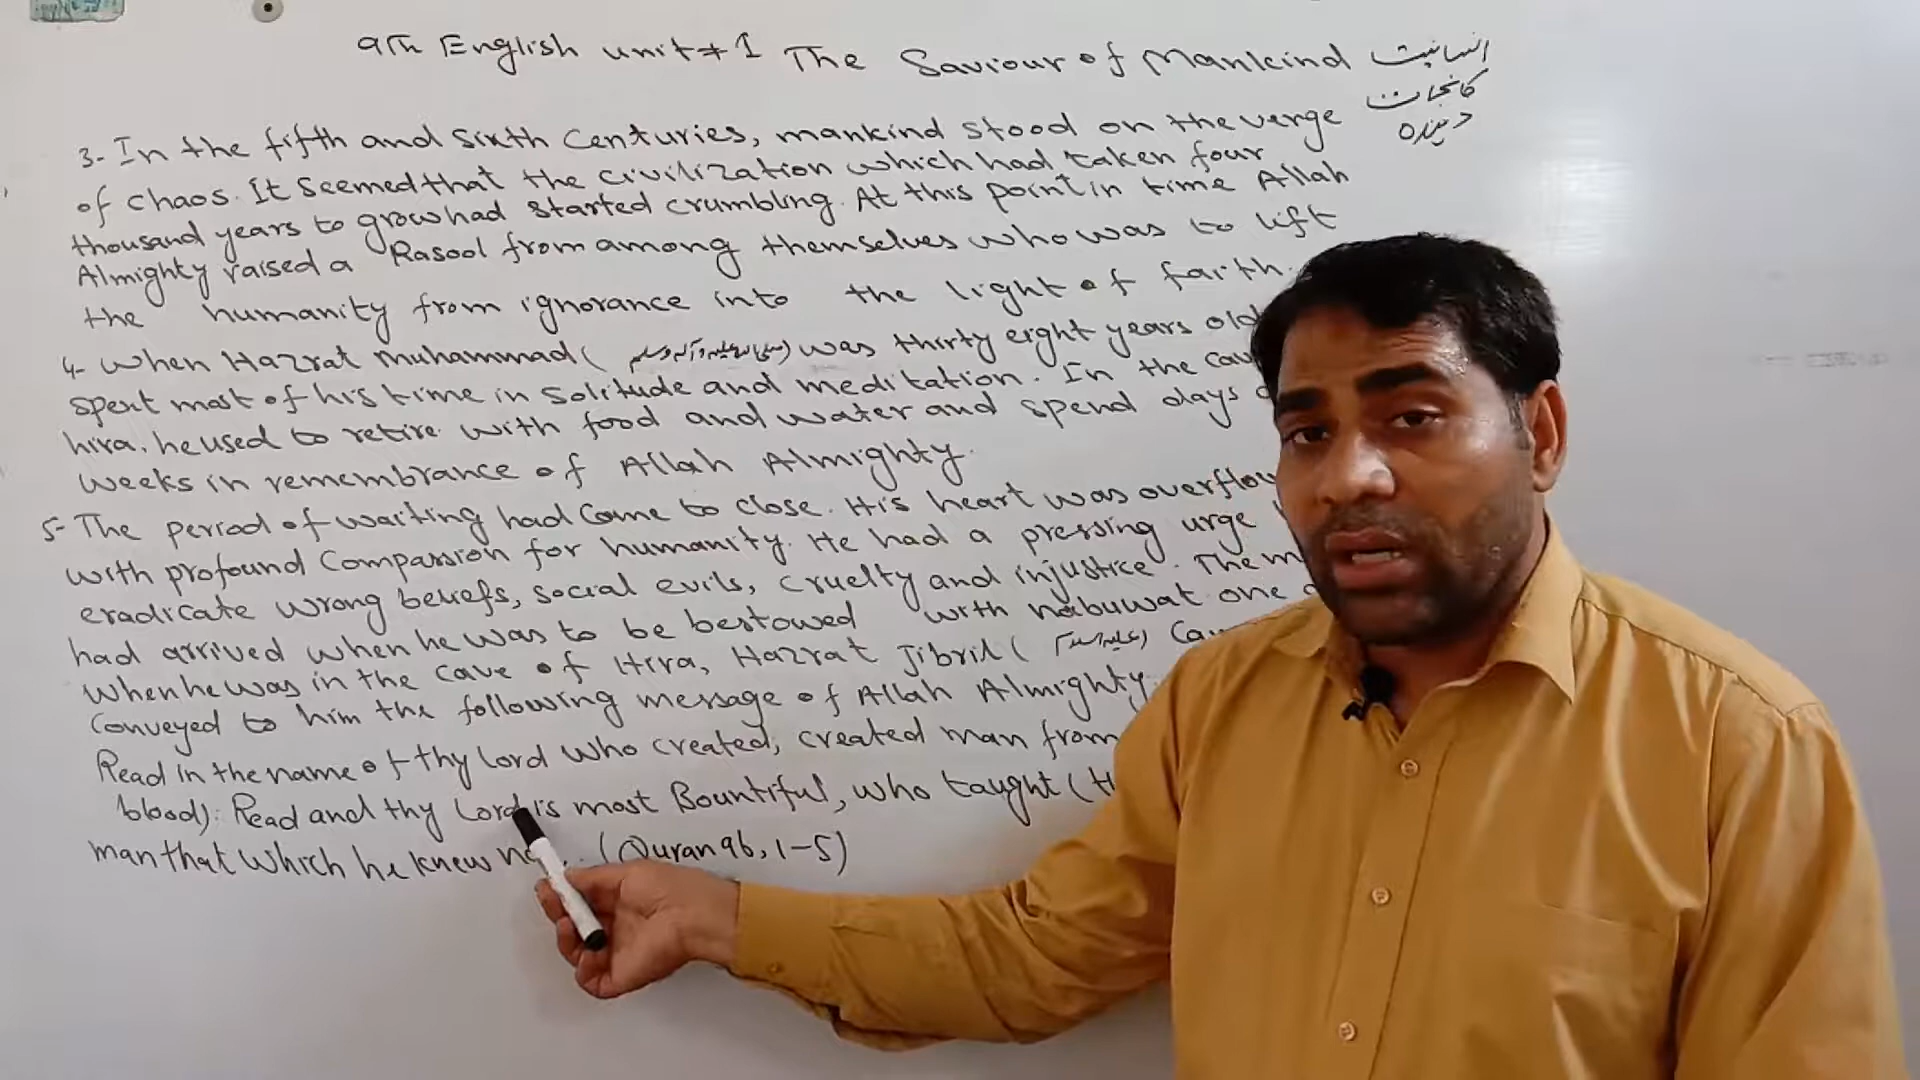 9Th English unit # 1 The Saviour of Mankind انسانیت
کا نجات
دہندہ
3- In the fifth and sixth centuries, mankind stood on the verge
of chaos. It seemed that the civilization which had taken four
thousand years to grow had started crumbling. At this point in time Allah
Almighty raised a Rasool from among themselves who was to lift
the humanity from ignorance into the light of faith.
4- When Hazrat Muhammad (صلی اللہ علیہ وآلہ وسلم) was thirty eight years old
spent most of his time in solitude and meditation. In the cav
hira, he used to retire with food and water and spend days
weeks in remembrance of Allah Almighty.
5- The period of waiting had come to close. His heart was overflow
with profound compassion for humanity. He had a pressing urge
eradicate wrong beliefs, social evils, cruelty and injustice. The m
had arrived when he was to be bestowed with nabuwat one
when he was in the cave of Hira, Hazrat Jibril (علیہ السلام) Ca
conveyed to him the following message of Allah Almighty.
Read in the name of thy Lord who created, created man from
blood): Read and thy Lord is most Bountiful, who taught (
man that which he knew (Quran 96, 1-5)